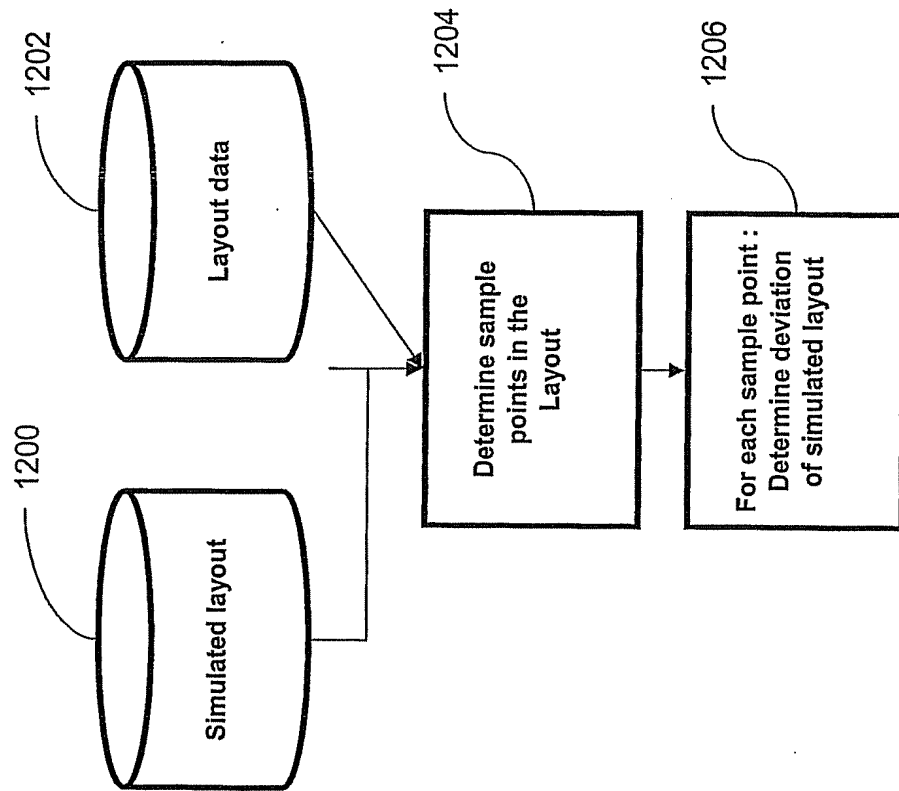 1200
Simulated layout
1202
Layout data
1204
Determine sample
points in the
Layout
1206
For each sample point :
Determine deviation
of simulated layout